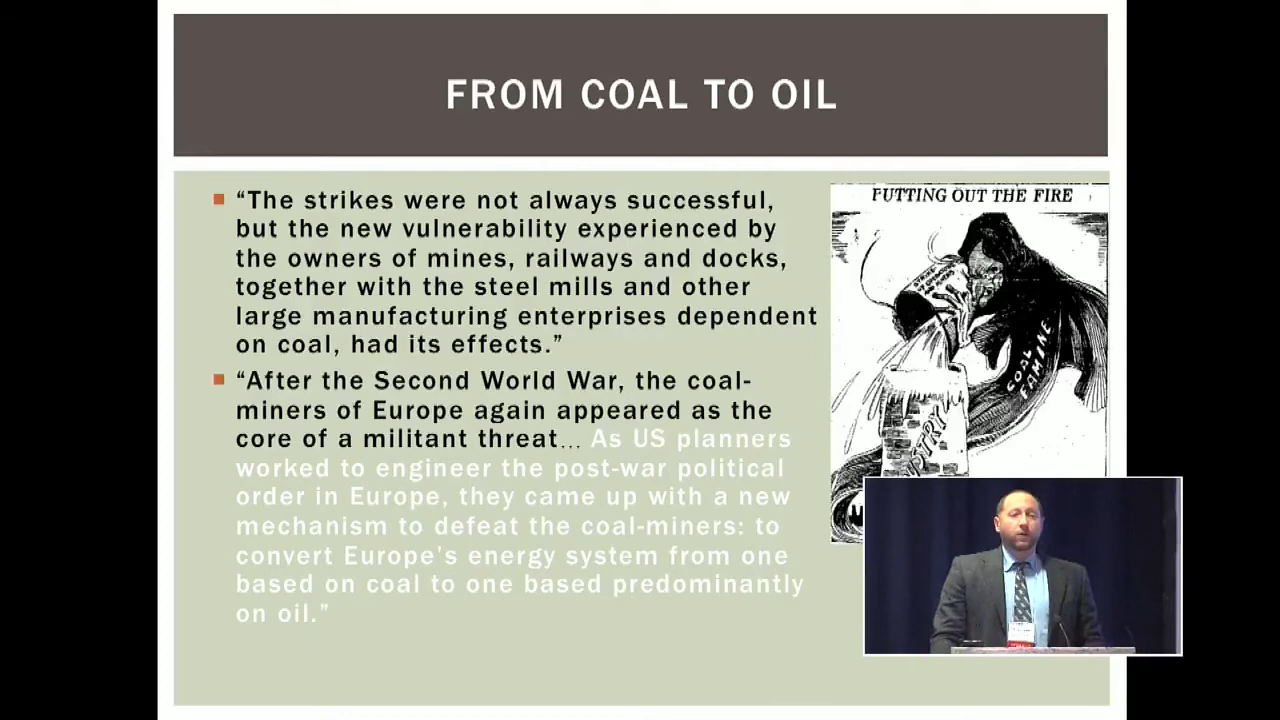 FROM COAL TO OIL
■ “The strikes were not always successful,
but the new vulnerability experienced by
the owners of mines, railways and docks,
together with the steel mills and other
large manufacturing enterprises dependent
on coal, had its effects.”
■ “After the Second World War, the coal-
miners of Europe again appeared as the
core of a militant threat... As US planners
worked to engineer the post-war political
order in Europe, they came up with a new
mechanism to defeat the coal-miners: to
convert Europe's energy system from one
based on coal to one based predominantly
on oil.”
PUTTING OUT THE FIRE
COAL
FAMINE